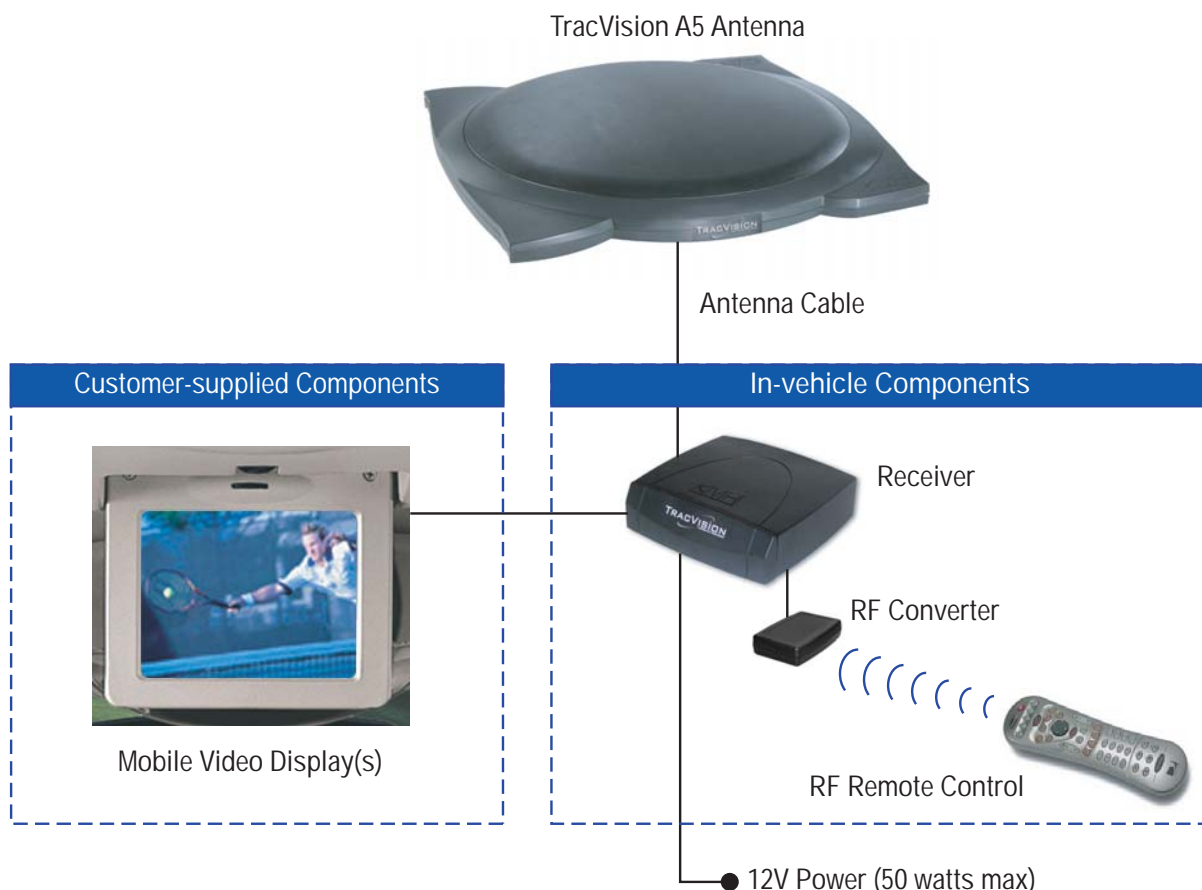 TracVision A5 Antenna
TRACVISION
Antenna Cable
Customer-supplied Components
In-vehicle Components
Receiver
TRACVISION
RF Converter
Mobile Video Display(s)
RF Remote Control
12V Power (50 watts max)